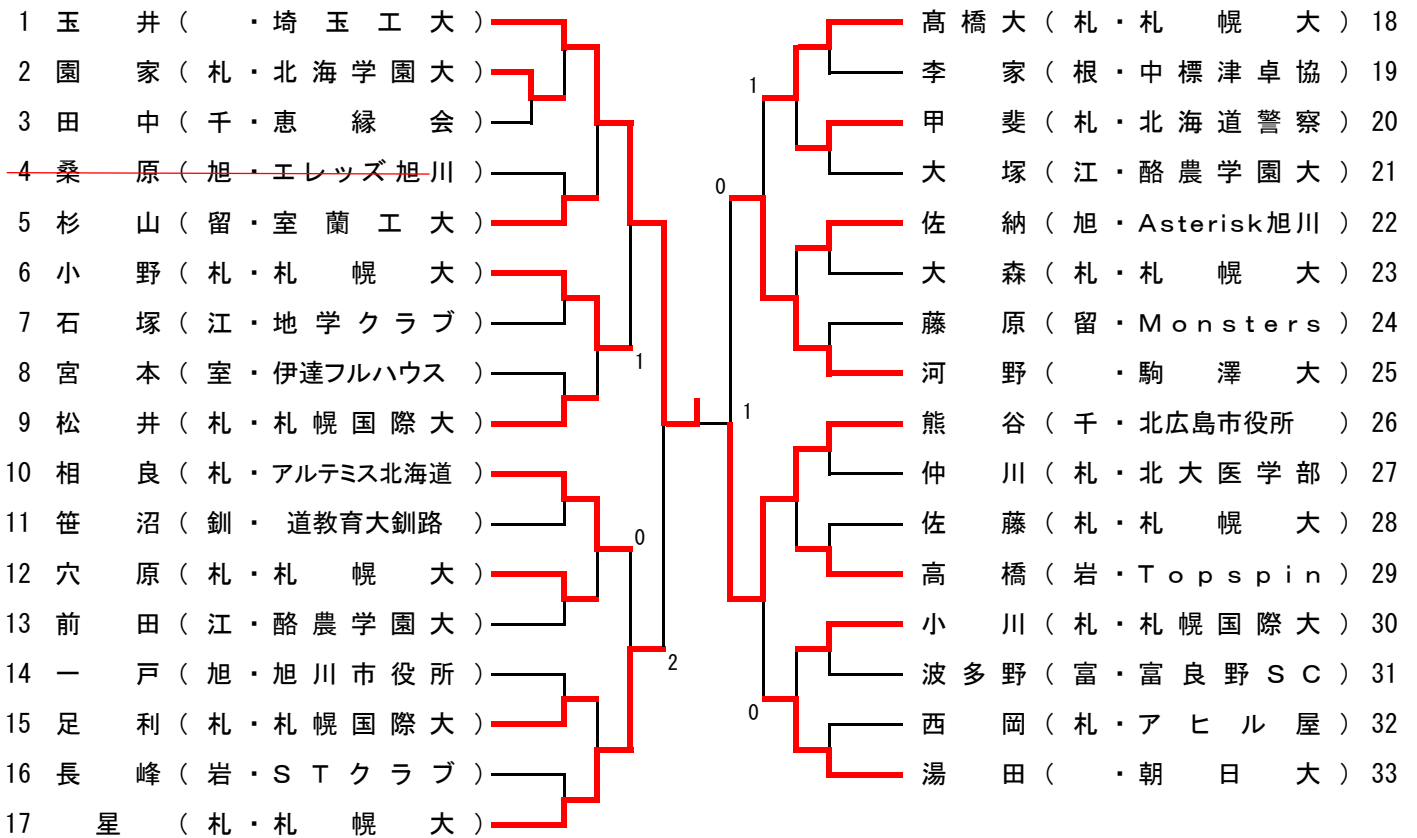 1 玉 井 ( ・埼 玉 工 大 )
2 園 家 ( 札 ・北 海 学 園 大 )
3 田 中 ( 千 ・恵 縁 会 )
4 桑 原 ( 旭 ・エレッズ旭川 )
5 杉 山 ( 留 ・室 蘭 工 大 )
6 小 野 ( 札 ・札 幌 大 )
7 石 塚 ( 江 ・地 学 ク ラ ブ )
8 宮 本 ( 室 ・伊達フルハウス )
9 松 井 ( 札 ・札 幌 国 際 大 )
10 相 良 ( 札 ・アルテミス北海道 )
11 笹 沼 ( 釧 ・ 道教育大釧路 )
12 穴 原 ( 札 ・札 幌 大 )
13 前 田 ( 江 ・酪 農 学 園 大 )
14 一 戸 ( 旭 ・旭 川 市 役 所 )
15 足 利 ( 札 ・札 幌 国 際 大 )
16 長 峰 ( 岩 ・S T ク ラ ブ )
17 星 ( 札 ・札 幌 大 )
1
0
2
1
0
1
0
髙 橋 大 ( 札 ・札 幌 大 ) 18
李 家 ( 根 ・中 標 津 卓 協 ) 19
甲 斐 ( 札 ・北 海 道 警 察 ) 20
大 塚 ( 江 ・酪 農 学 園 大 ) 21
佐 納 ( 旭 ・Asterisk旭川 ) 22
大 森 ( 札 ・札 幌 大 ) 23
藤 原 ( 留 ・Monsters ) 24
河 野 ( ・駒 澤 大 ) 25
熊 谷 ( 千 ・北広島市役所 ) 26
仲 川 ( 札 ・北 大 医 学 部 ) 27
佐 藤 ( 札 ・札 幌 大 ) 28
高 橋 ( 岩 ・Topspin ) 29
小 川 ( 札 ・札 幌 国 際 大 ) 30
波 多 野 ( 富 ・富 良 野 S C ) 31
西 岡 ( 札 ・ア ヒ ル 屋 ) 32
湯 田 ( ・朝 日 大 ) 33